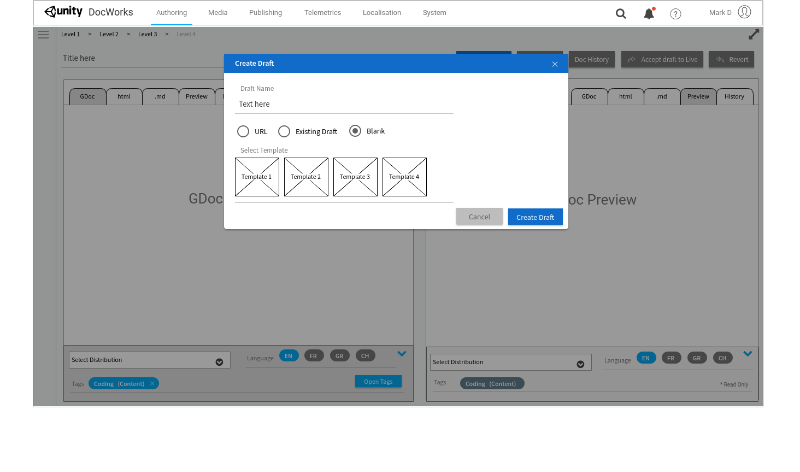 unity DocWorks
Authoring Media Publishing Telemetrics Localisation System
Mark D
Level 1 Level 2 Level 3 Level 4
Title here
Doc History Accept draft to Live Revert
GDoc html .md Preview
GDoc html .md Preview History
Create Draft
Draft Name
Text here
URL Existing Draft Blank
Select Template
Template 1 Template 2 Template 3 Template 4
Cancel Create Draft
GDoc
oc Preview
Select Distribution
Language EN FR GR CH
Tags Coding (Content) ×
Open Tags
Select Distribution
Language EN FR GR CH
Tags Coding (Content)
* Read Only